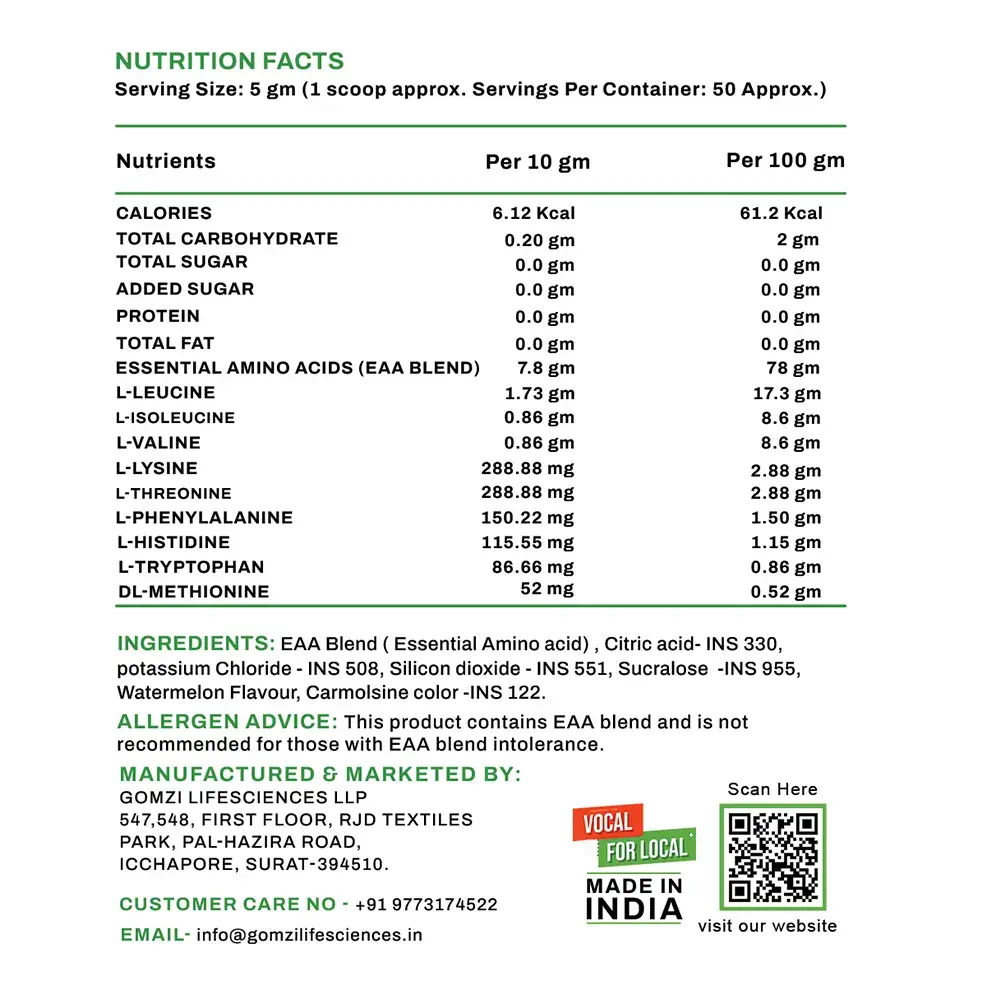 NUTRITION FACTS
Serving Size: 5 gm (1 scoop approx. Servings Per Container: 50 Approx.)
Nutrients Per 10 gm Per 100 gm
CALORIES 6.12 Kcal 61.2 Kcal
TOTAL CARBOHYDRATE 0.20 gm 2 gm
TOTAL SUGAR 0.0 gm 0.0 gm
ADDED SUGAR 0.0 gm 0.0 gm
PROTEIN 0.0 gm 0.0 gm
TOTAL FAT 0.0 gm 0.0 gm
ESSENTIAL AMINO ACIDS (EAA BLEND) 7.8 gm 78 gm
L-LEUCINE 1.73 gm 17.3 gm
L-ISOLEUCINE 0.86 gm 8.6 gm
L-VALINE 0.86 gm 8.6 gm
L-LYSINE 288.88 mg 2.88 gm
L-THREONINE 288.88 mg 2.88 gm
L-PHENYLALANINE 150.22 mg 1.50 gm
L-HISTIDINE 115.55 mg 1.15 gm
L-TRYPTOPHAN 86.66 mg 0.86 gm
DL-METHIONINE 52 mg 0.52 gm
INGREDIENTS: EAA Blend ( Essential Amino acid) , Citric acid- INS 330,
potassium Chloride - INS 508, Silicon dioxide - INS 551, Sucralose -INS 955,
Watermelon Flavour, Carmolsine color -INS 122.
ALLERGEN ADVICE: This product contains EAA blend and is not
recommended for those with EAA blend intolerance.
MANUFACTURED & MARKETED BY:
GOMZI LIFESCIENCES LLP
547,548, FIRST FLOOR, RJD TEXTILES
PARK, PAL-HAZIRA ROAD,
ICCHAPORE, SURAT-394510.
CUSTOMER CARE NO - +91 9773174522
EMAIL- info@gomzilifesciences.in
VOCAL
FOR LOCAL
MADE IN
INDIA
Scan Here
visit our website